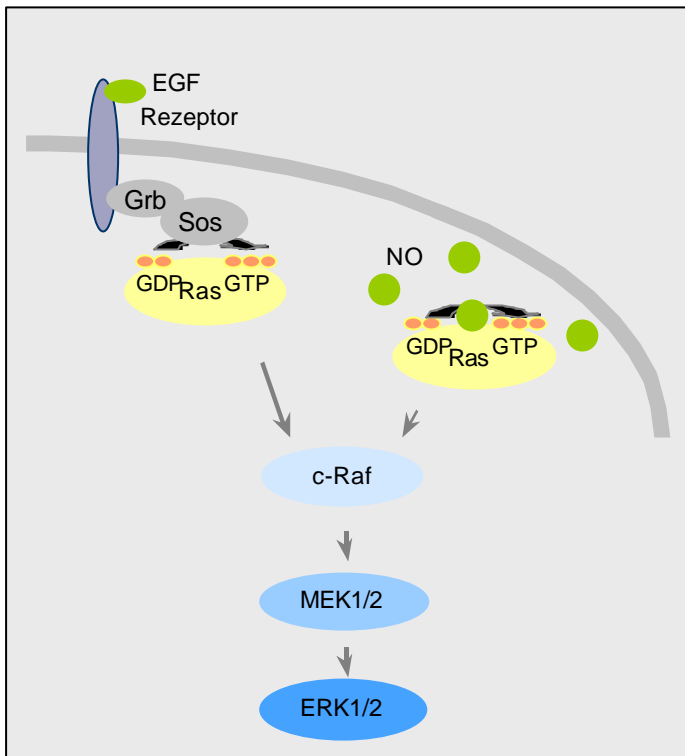 EGF
Rezeptor
Grb
Sos
GDP Ras GTP
NO
GDP Ras GTP
c-Raf
MEK1/2
ERK1/2